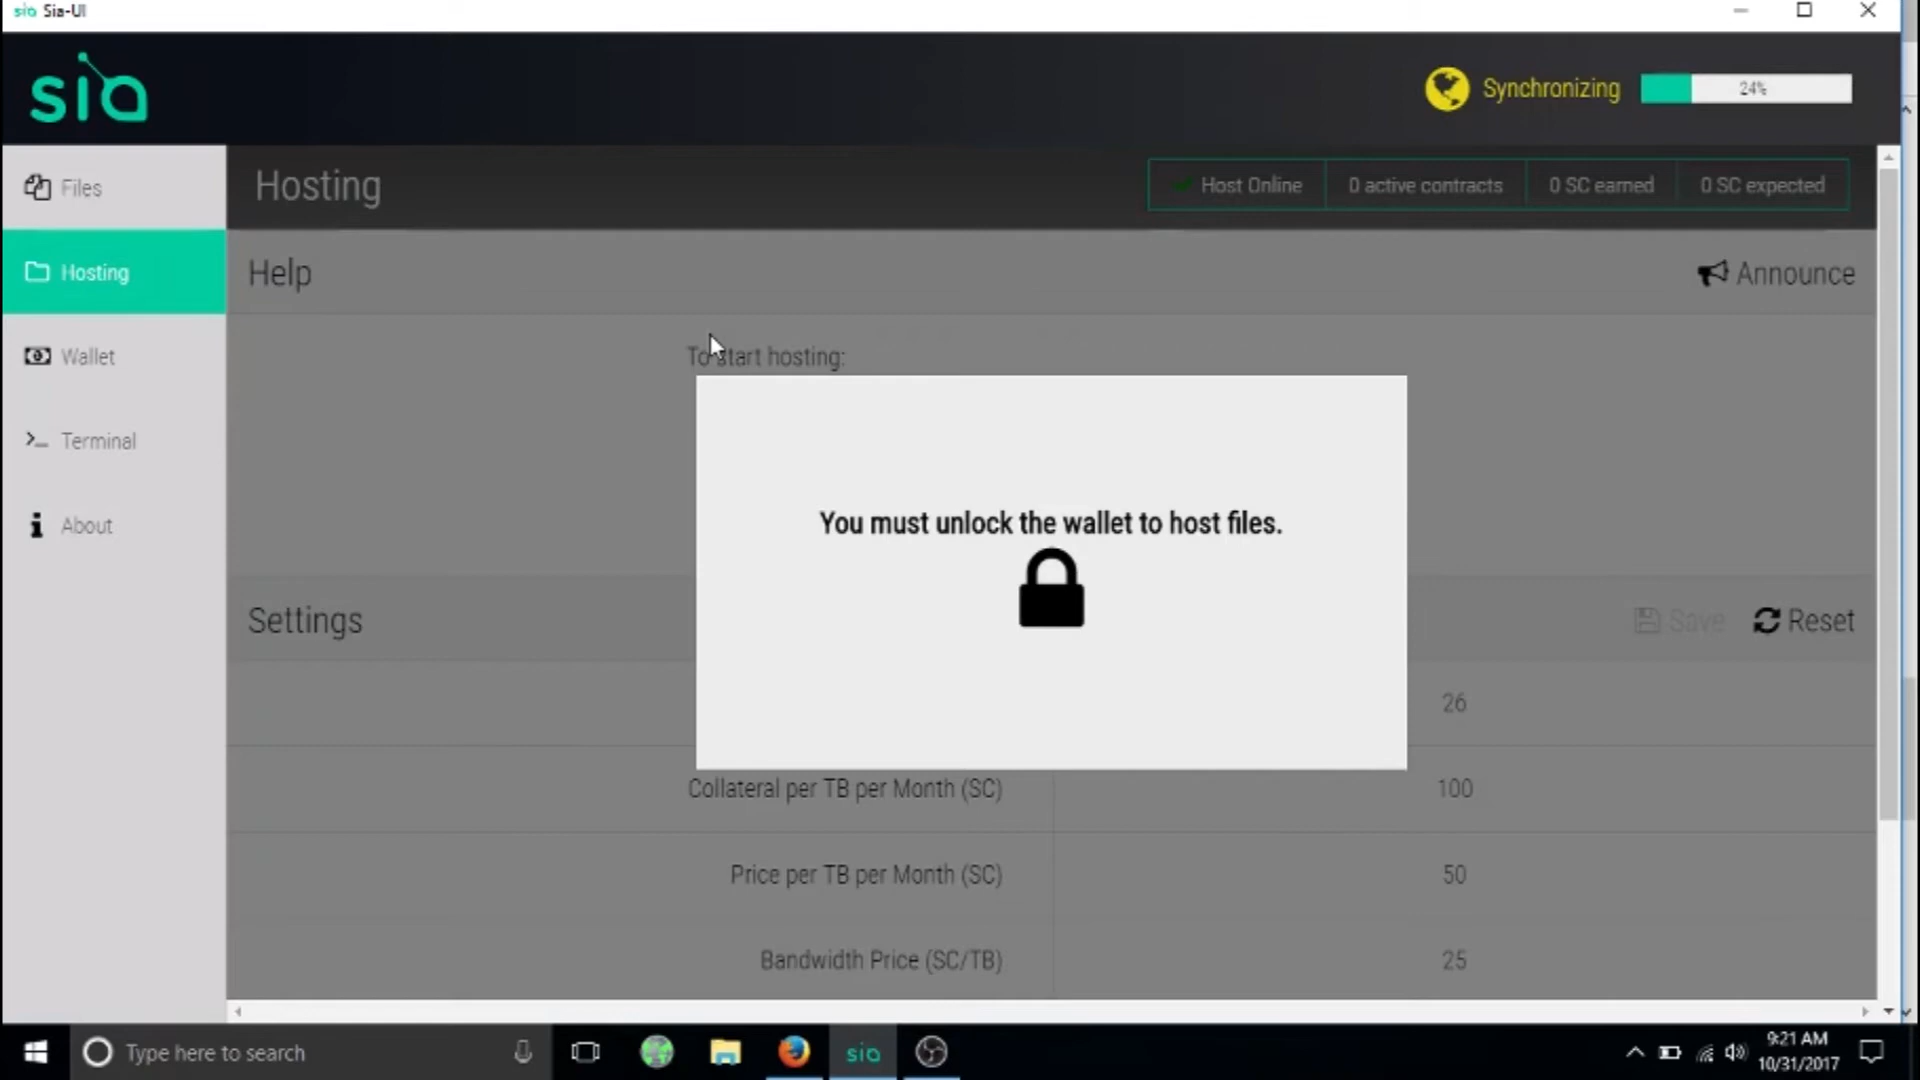 sia Sia-UI
sia
Synchronizing 24%
Files
Hosting
Wallet
Terminal
About
Hosting
Host Online 0 active contracts 0 SC earned 0 SC expected
Help
Announce
To start hosting:
You must unlock the wallet to host files.
Settings
Save Reset
26
Collateral per TB per Month (SC) 100
Price per TB per Month (SC) 50
Bandwidth Price (SC/TB) 25
Type here to search
sia
9:21 AM
10/31/2017